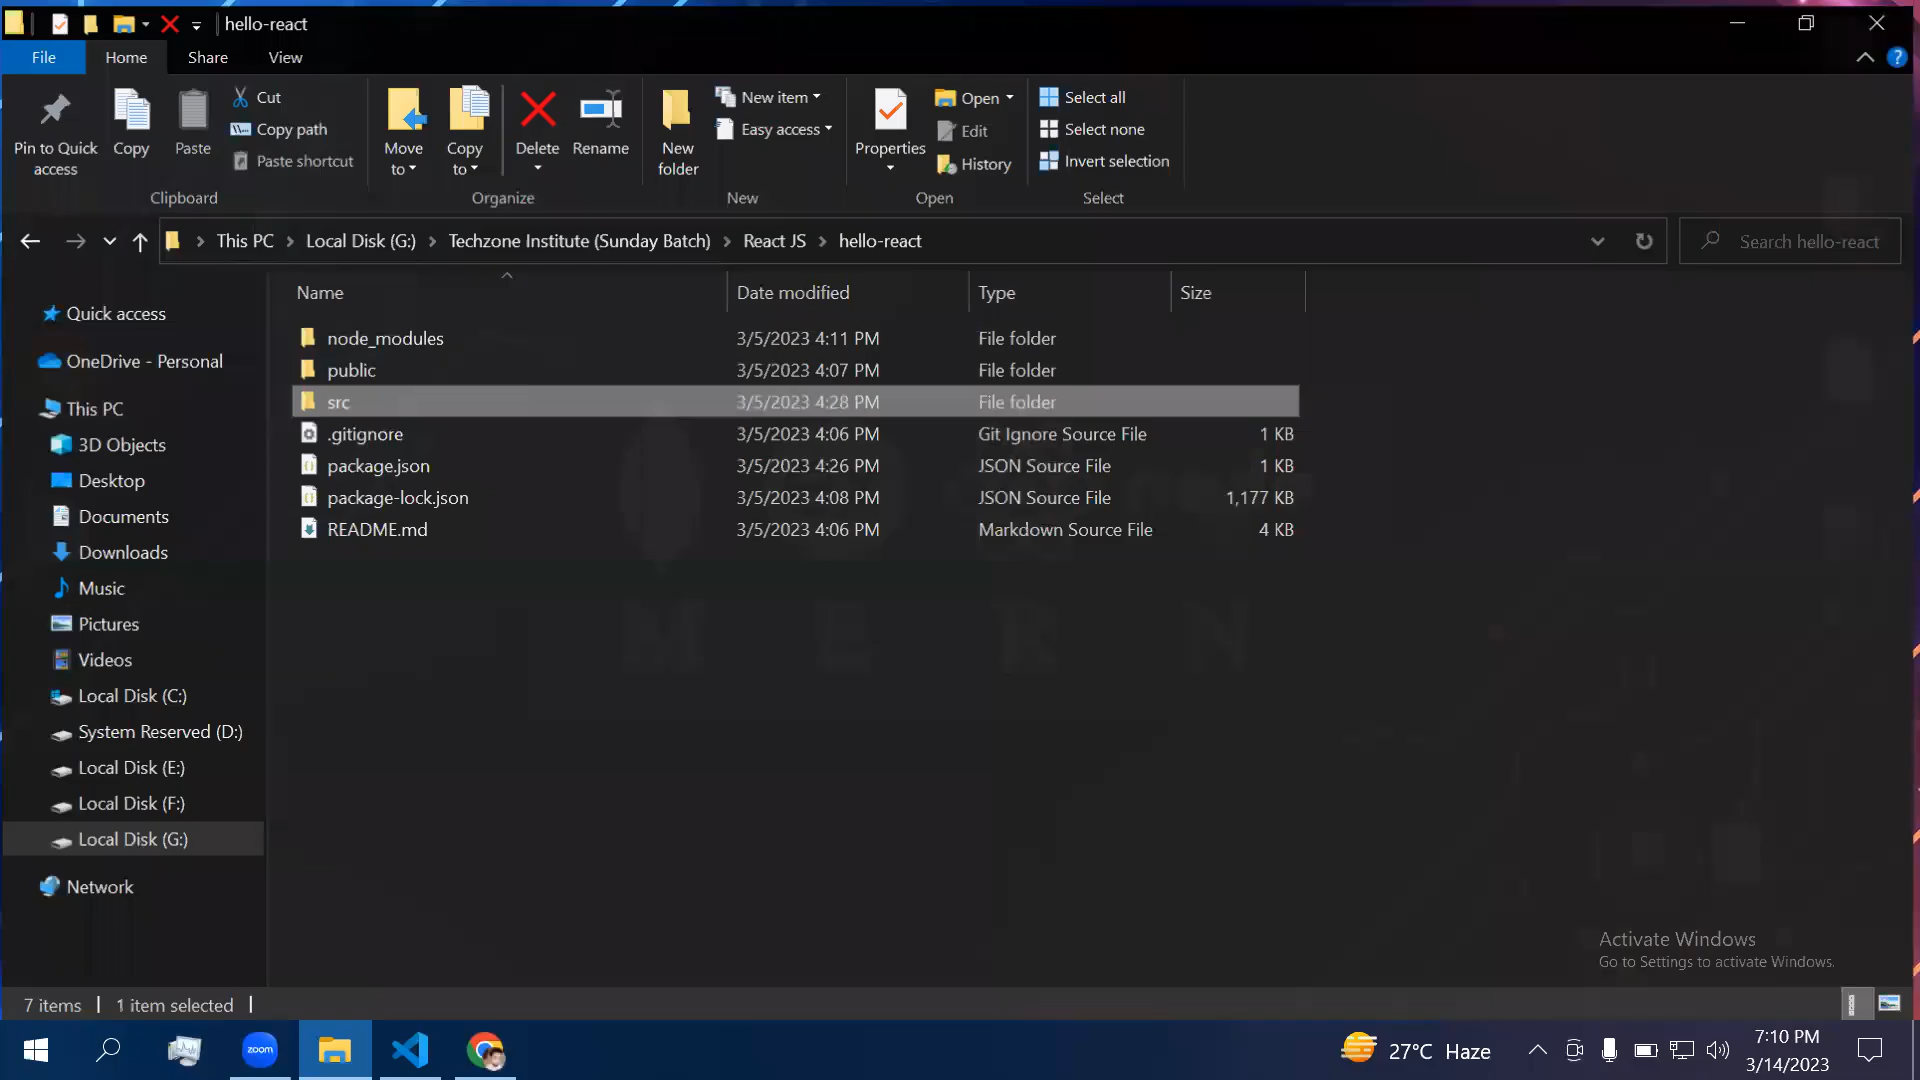 hello-react
File Home Share View
Pin to Quick access
Copy
Paste
Cut
Copy path
Paste shortcut
Clipboard
Move to
Copy to
Delete
Rename
Organize
New folder
New item
Easy access
New
Properties
Open
Edit
History
Open
Select all
Select none
Invert selection
Select
This PC Local Disk (G:) Techzone Institute (Sunday Batch) React JS hello-react
Search hello-react
Quick access
OneDrive - Personal
This PC
3D Objects
Desktop
Documents
Downloads
Music
Pictures
Videos
Local Disk (C:)
System Reserved (D:)
Local Disk (E:)
Local Disk (F:)
Local Disk (G:)
Network
Name Date modified Type Size
node_modules 3/5/2023 4:11 PM File folder
public 3/5/2023 4:07 PM File folder
src 3/5/2023 4:28 PM File folder
.gitignore 3/5/2023 4:06 PM Git Ignore Source File 1 KB
package.json 3/5/2023 4:26 PM JSON Source File 1 KB
package-lock.json 3/5/2023 4:08 PM JSON Source File 1,177 KB
README.md 3/5/2023 4:06 PM Markdown Source File 4 KB
M E R N
Activate Windows
Go to Settings to activate Windows.
7 items 1 item selected
zoom
27°C Haze
7:10 PM
3/14/2023